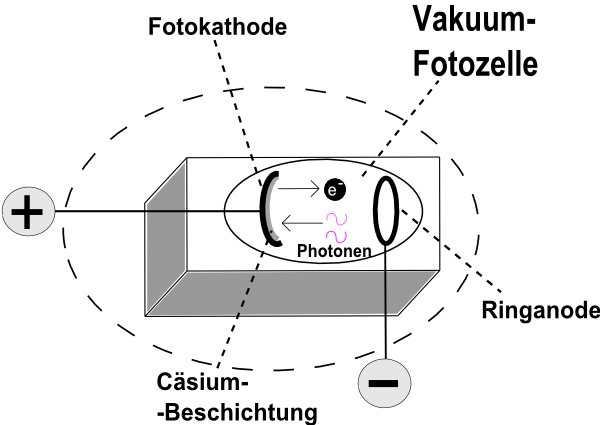 Fotokathode
Vakuum-
Fotozelle
+
e-
Photonen
Ringanode
−
Cäsium-
-Beschichtung